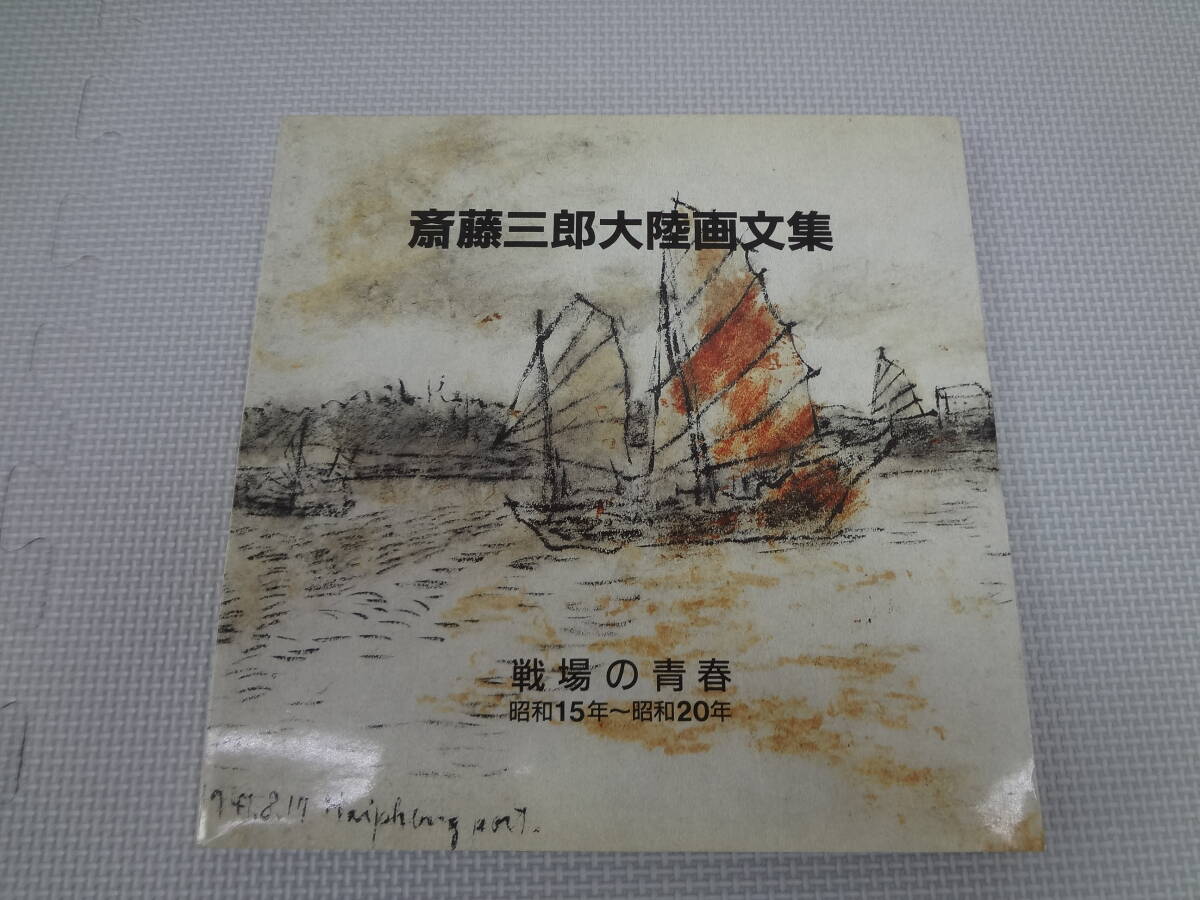 斎藤三郎大陸画文集
戦場の青春
昭和15年～昭和20年
1941.8.17 Haiphong port.